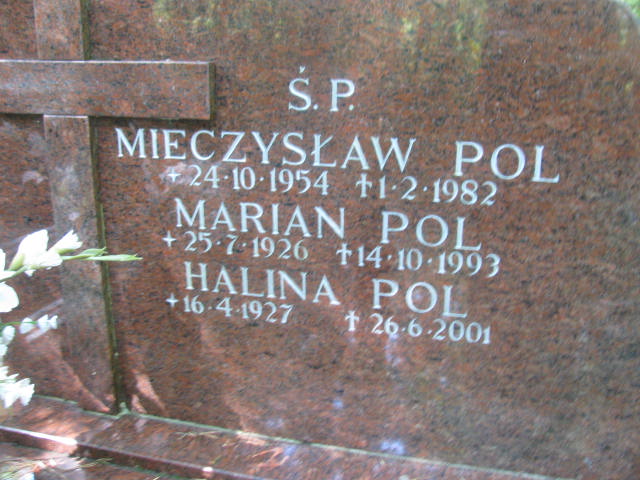 Ś.P.
MIECZYSŁAW POL
+24·10·1954 †1·2·1982
MARIAN POL
+25·7·1926 †14·10·1993
HALINA POL
+16·4·1927 †26·6·2001